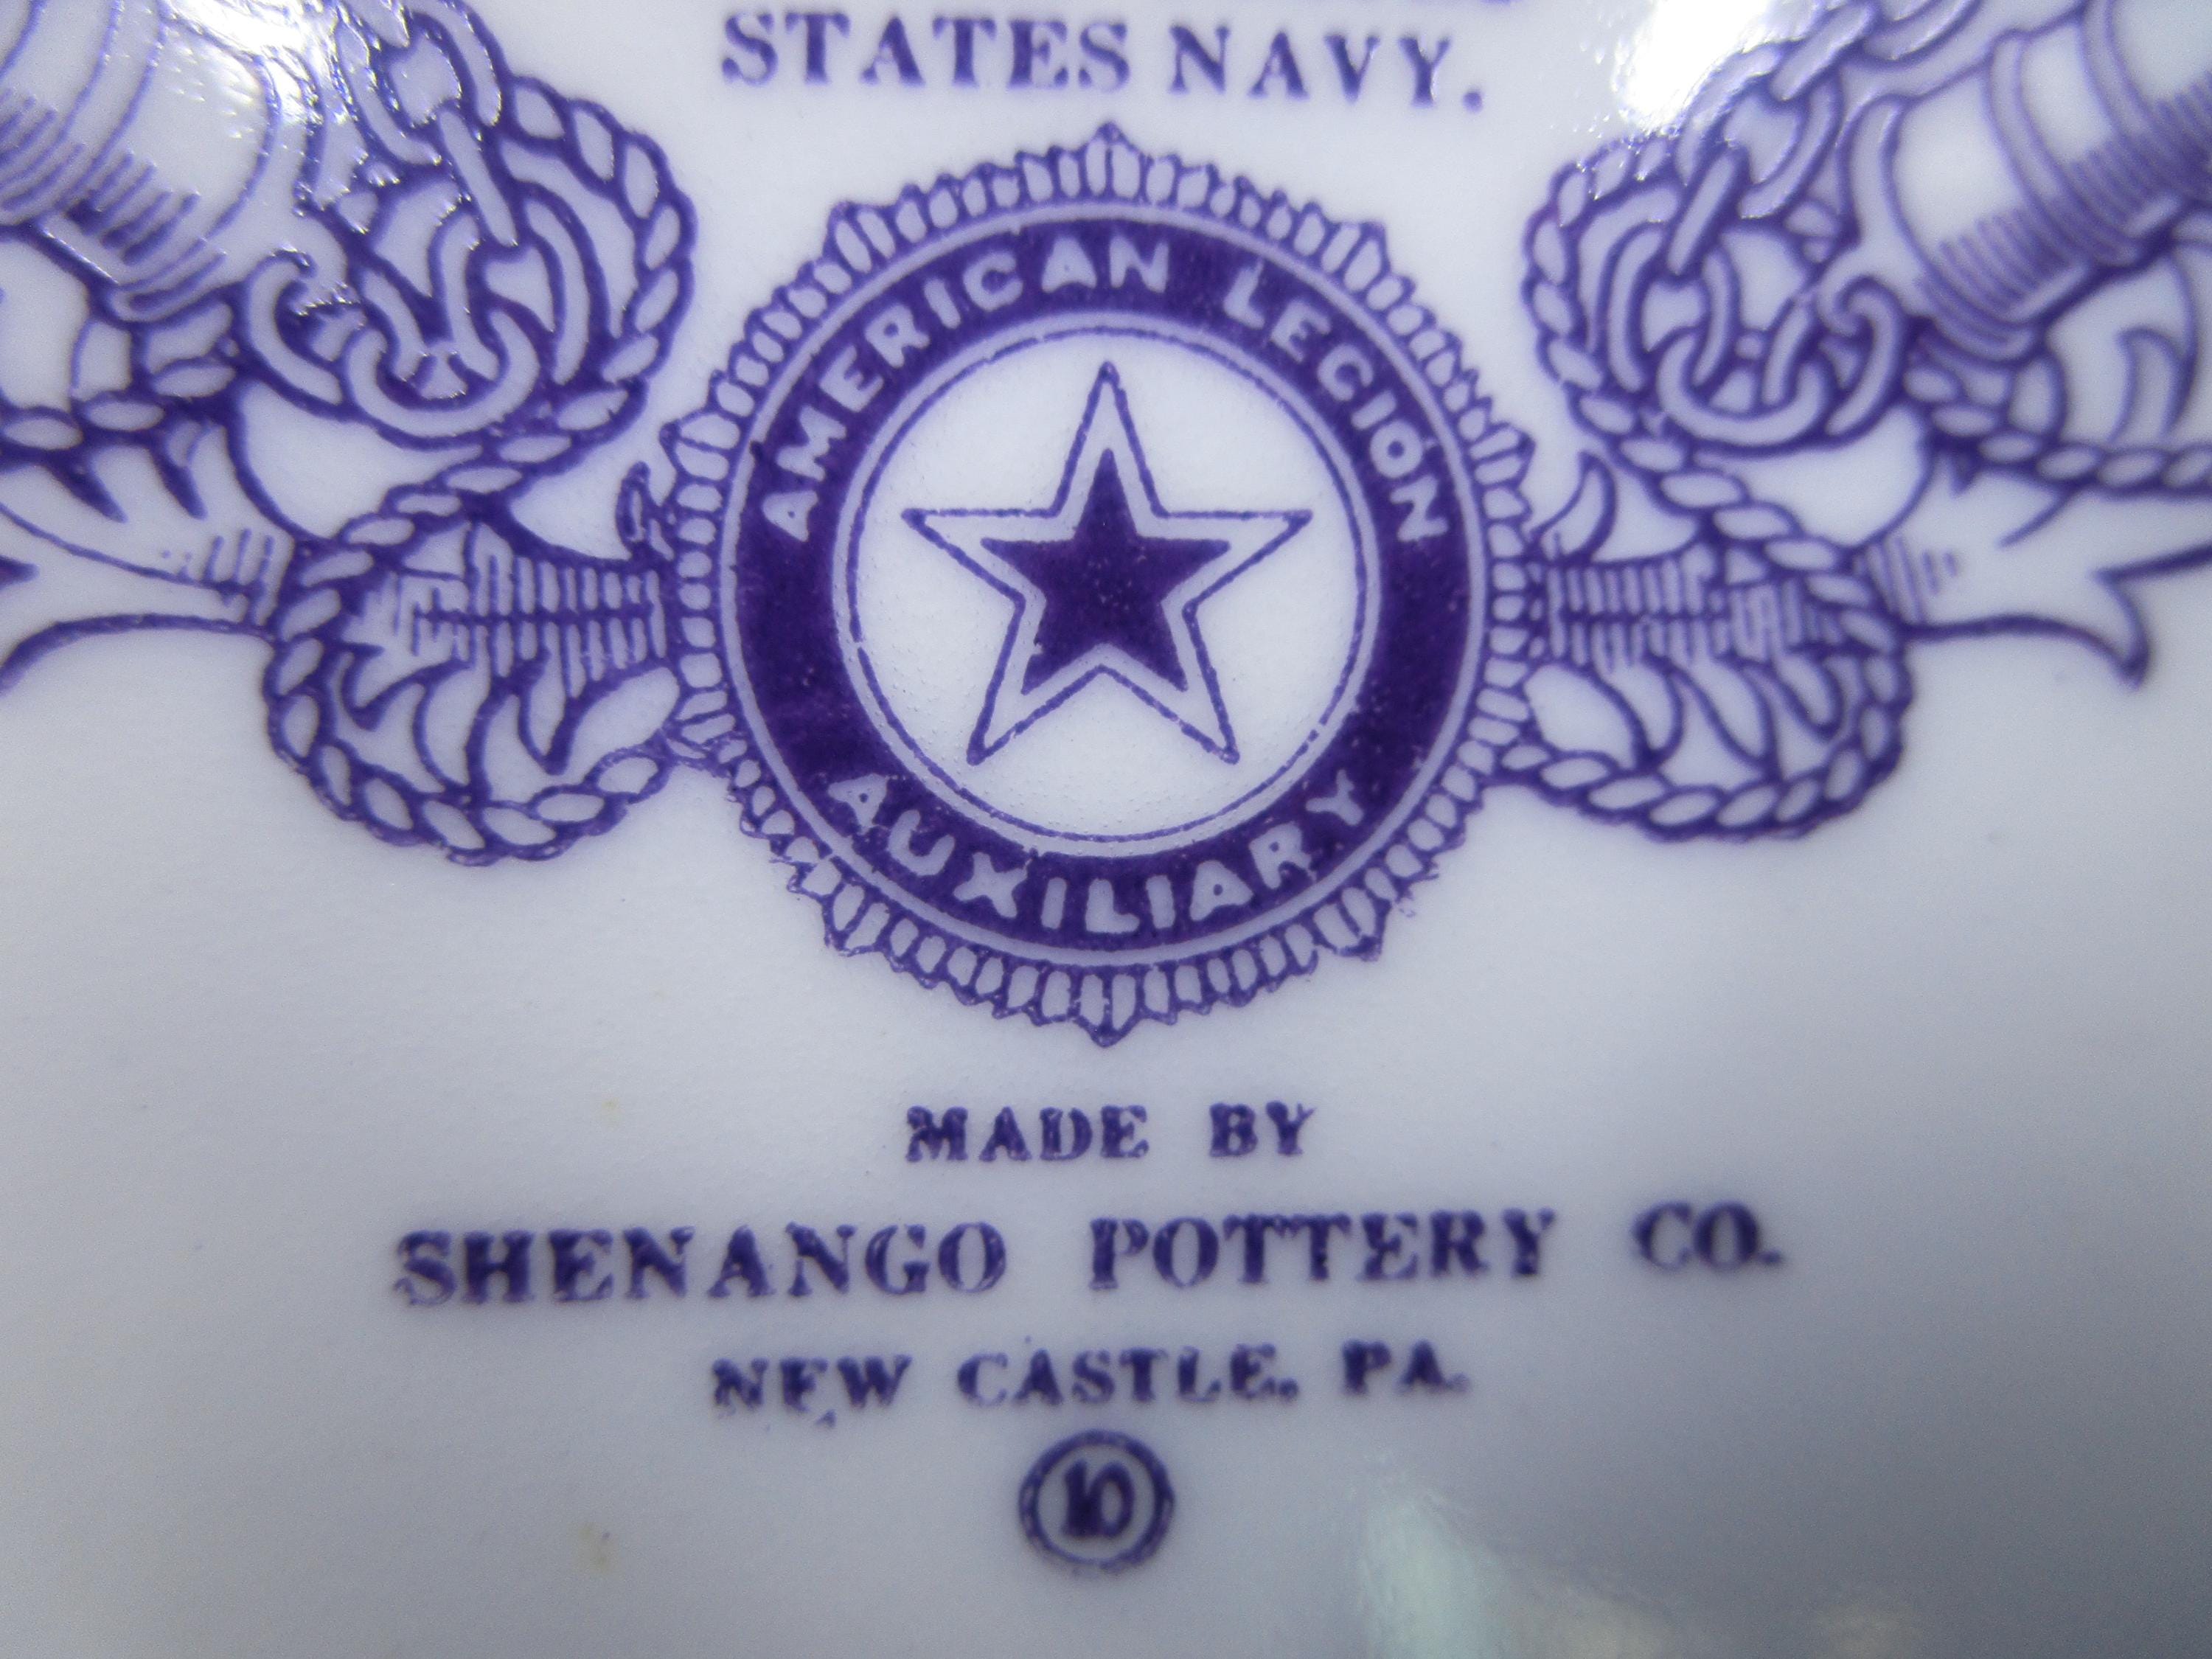 STATES NAVY.
AMERICAN LEGION
AUXILIARY
MADE BY
SHENANGO POTTERY CO.
NEW CASTLE, PA.
10